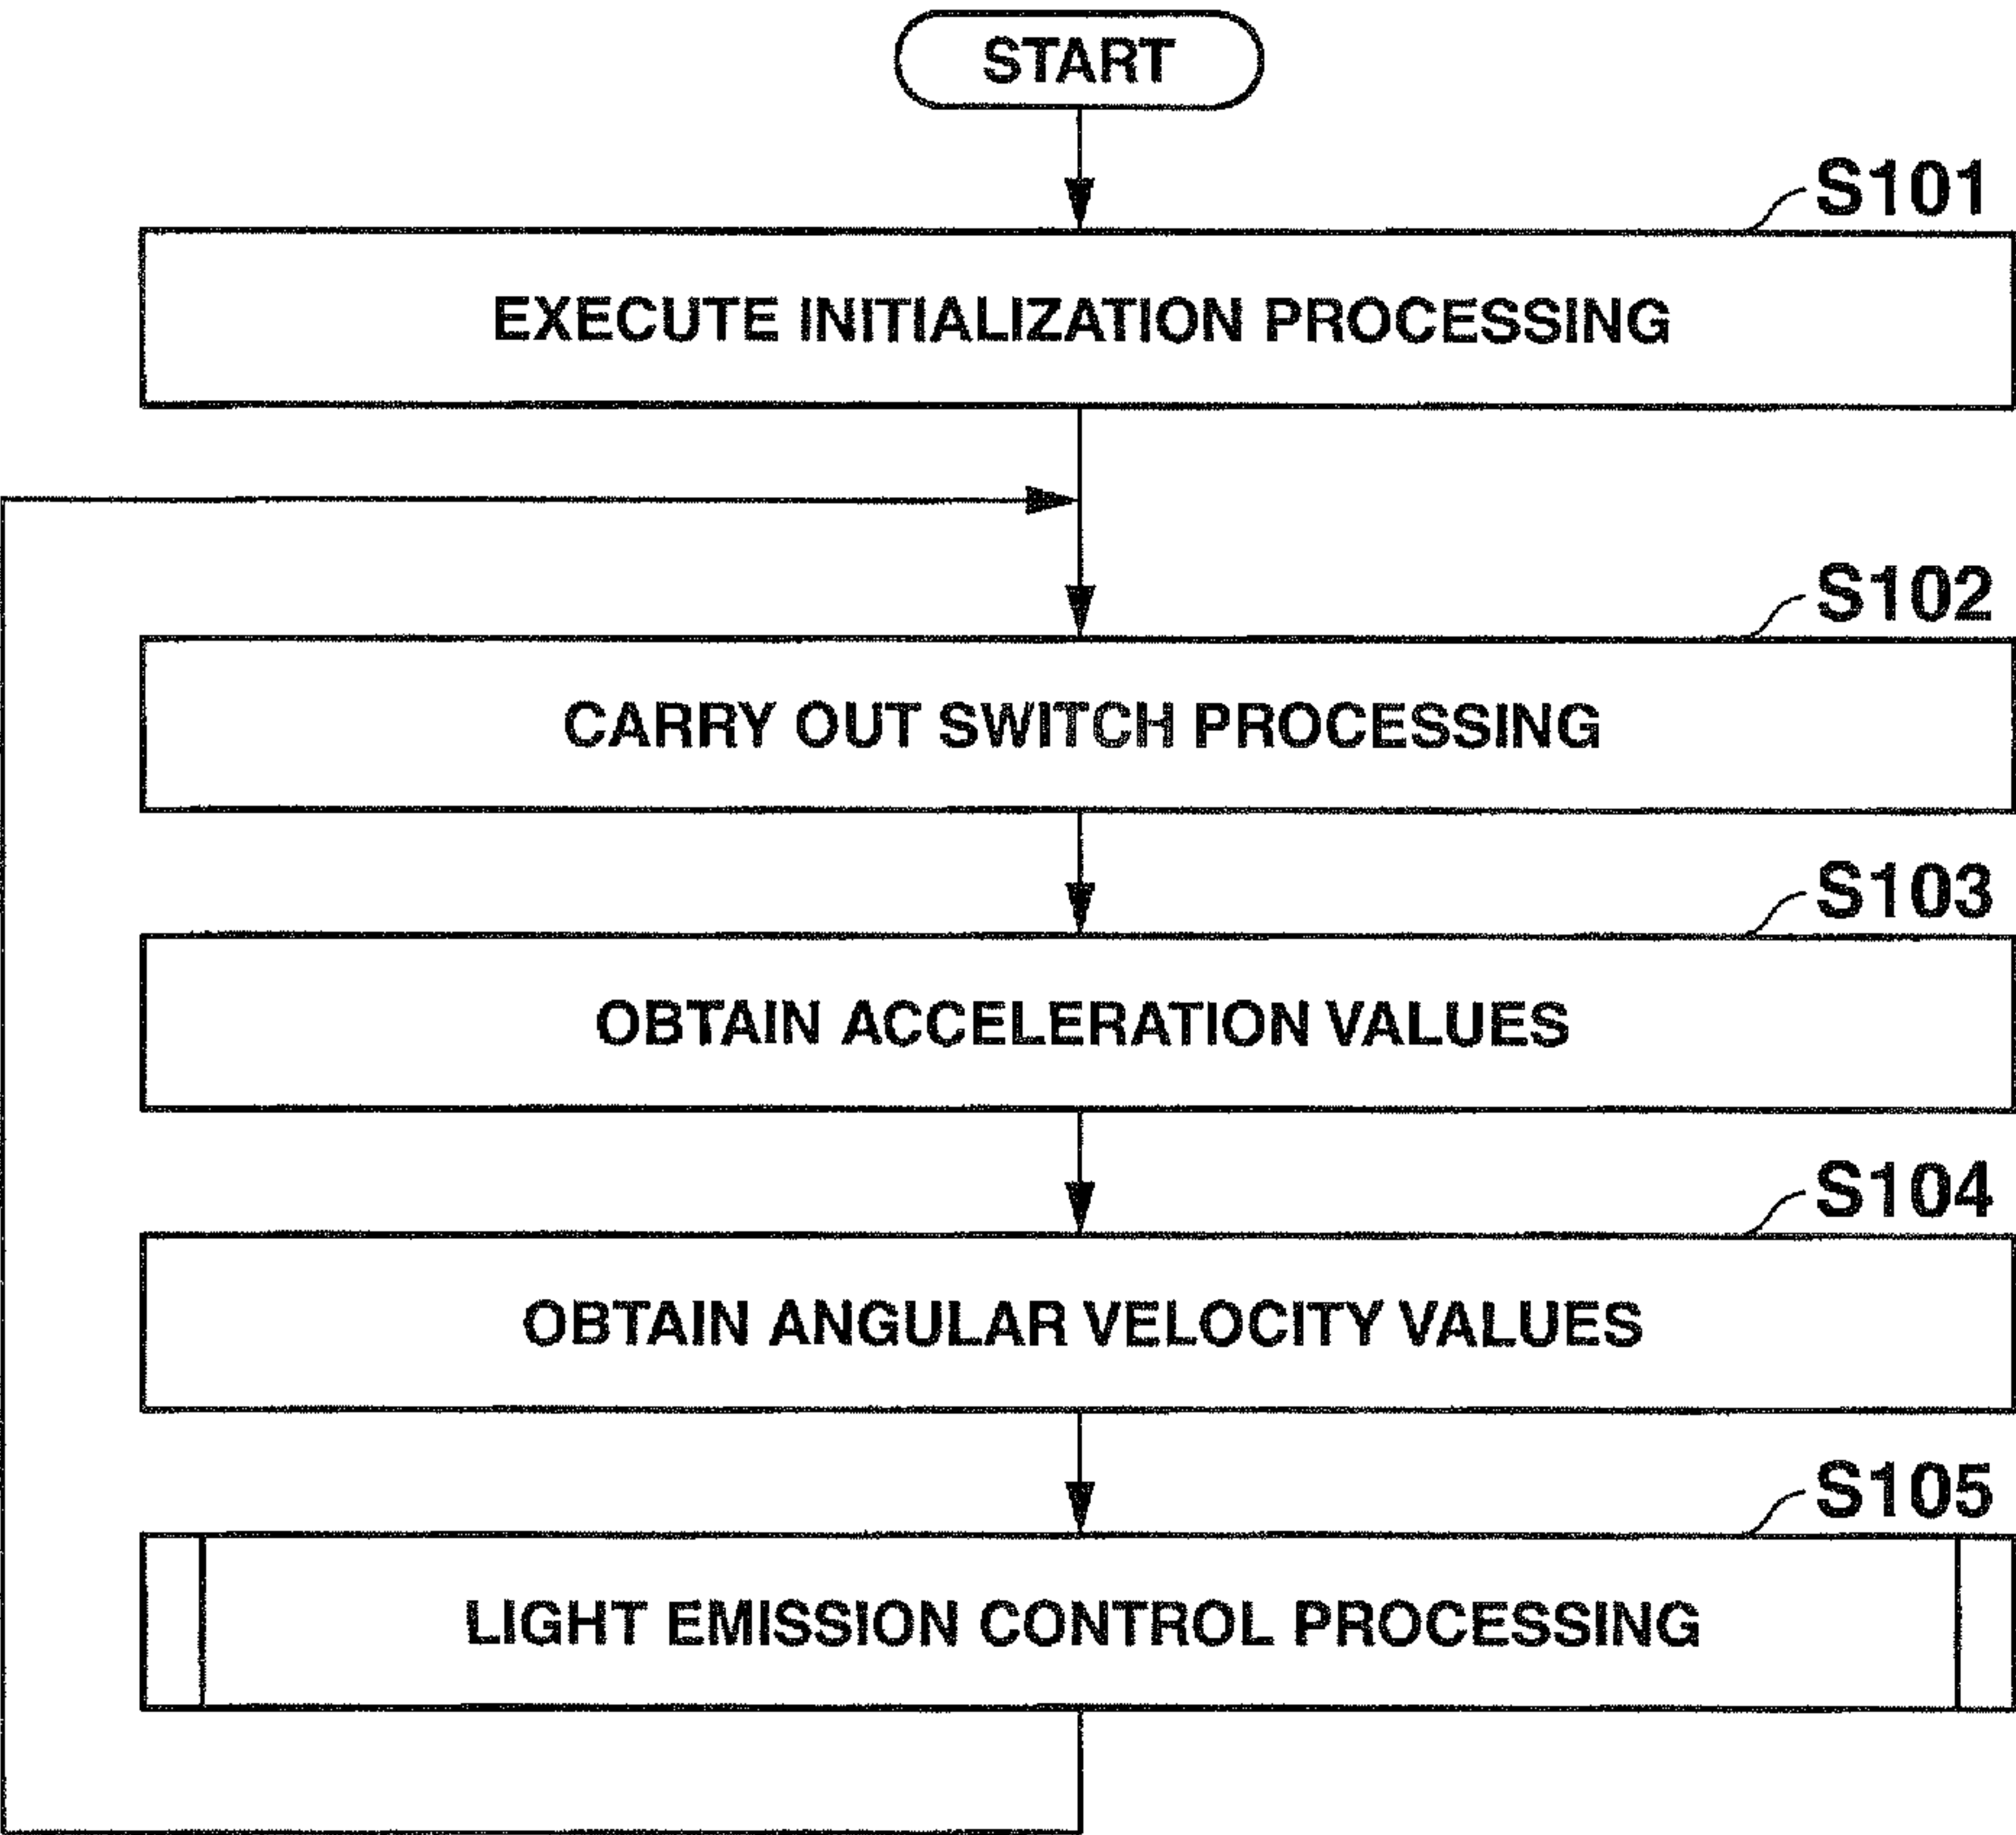 START
S101
EXECUTE INITIALIZATION PROCESSING
S102
CARRY OUT SWITCH PROCESSING
S103
OBTAIN ACCELERATION VALUES
S104
OBTAIN ANGULAR VELOCITY VALUES
S105
LIGHT EMISSION CONTROL PROCESSING